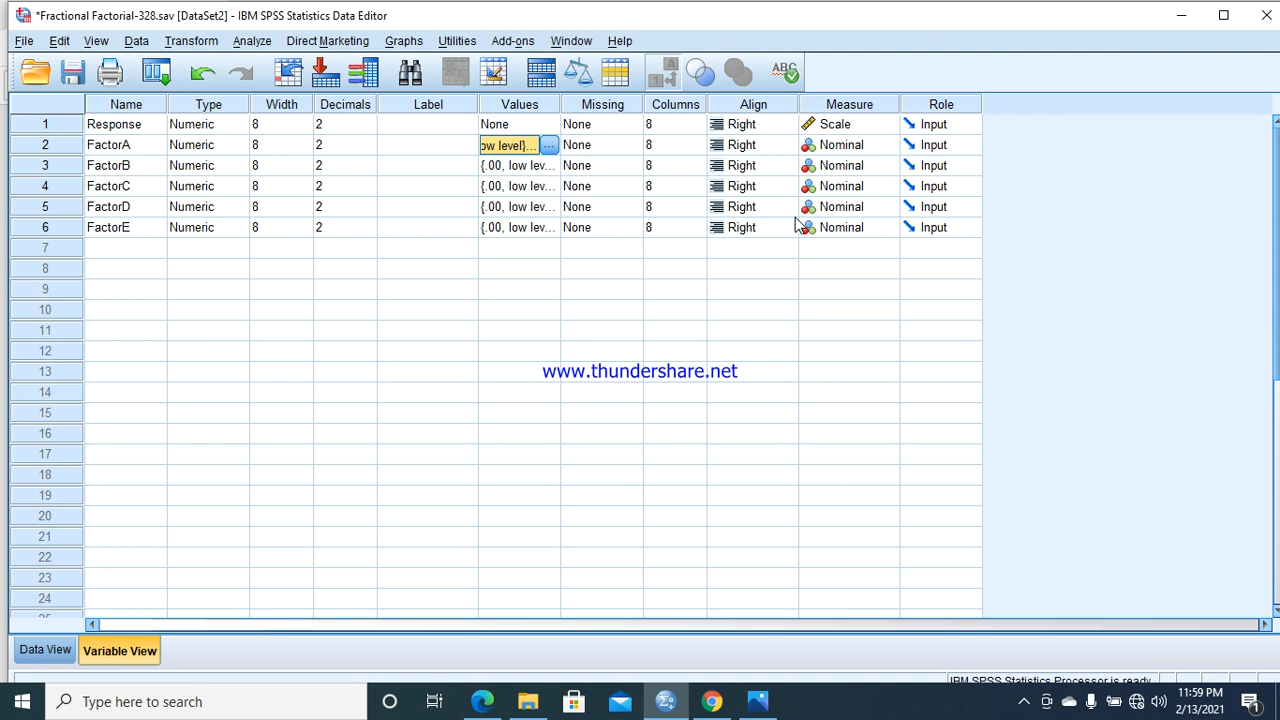 *Fractional Factorial-328.sav [DataSet2] - IBM SPSS Statistics Data Editor
File Edit View Data Transform Analyze Direct Marketing Graphs Utilities Add-ons Window Help
Name Type Width Decimals Label Values Missing Columns Align Measure Role
1 Response Numeric 8 2 None None 8 Right Scale Input
2 FactorA Numeric 8 2 ow level}... ... None 8 Right Nominal Input
3 FactorB Numeric 8 2 {.00, low lev... None 8 Right Nominal Input
4 FactorC Numeric 8 2 {.00, low lev... None 8 Right Nominal Input
5 FactorD Numeric 8 2 {.00, low lev... None 8 Right Nominal Input
6 FactorE Numeric 8 2 {.00, low lev... None 8 Right Nominal Input
7
8
9
10
11
12
13
www.thundershare.net
14
15
16
17
18
19
20
21
22
23
24
25
Data View Variable View
IBM SPSS Statistics Processor is ready
Type here to search
11:59 PM
2/13/2021
1